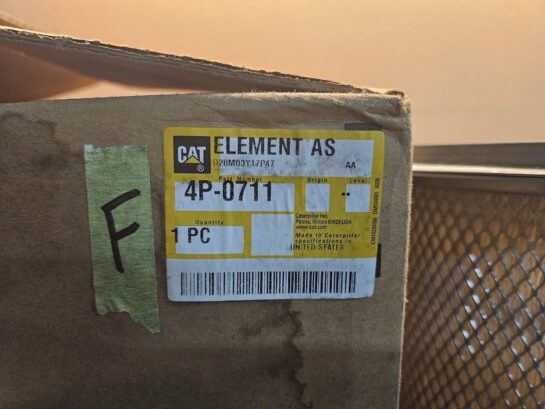 F
CAT
®
ELEMENT AS
D20M03Y17P47 AA
Part Number Origin Level
4P-0711 --
Quantity
1 PC
Caterpillar Inc.
Peoria, Illinois 61629/USA
www.cat.com
Made to Caterpillar
specifications in
UNITED STATES